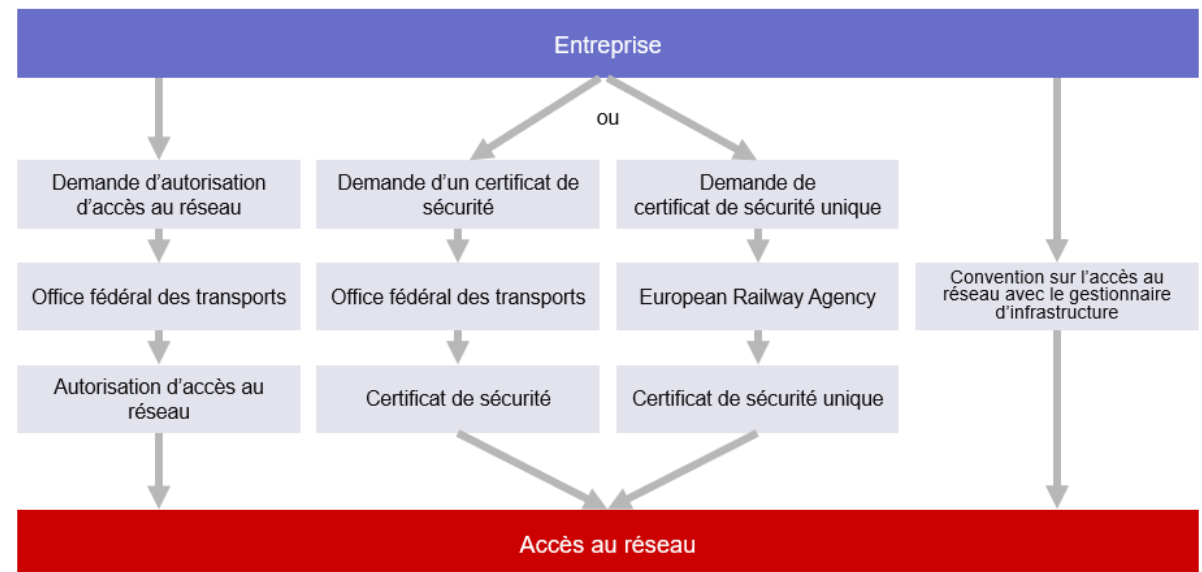 Entreprise
ou
Demande d’autorisation
d’accès au réseau
Demande d’un certificat de
sécurité
Demande de
certificat de sécurité unique
Office fédéral des transports
Office fédéral des transports
European Railway Agency
Convention sur l’accès au
réseau avec le gestionnaire
d’infrastructure
Autorisation d’accès au
réseau
Certificat de sécurité
Certificat de sécurité unique
Accès au réseau